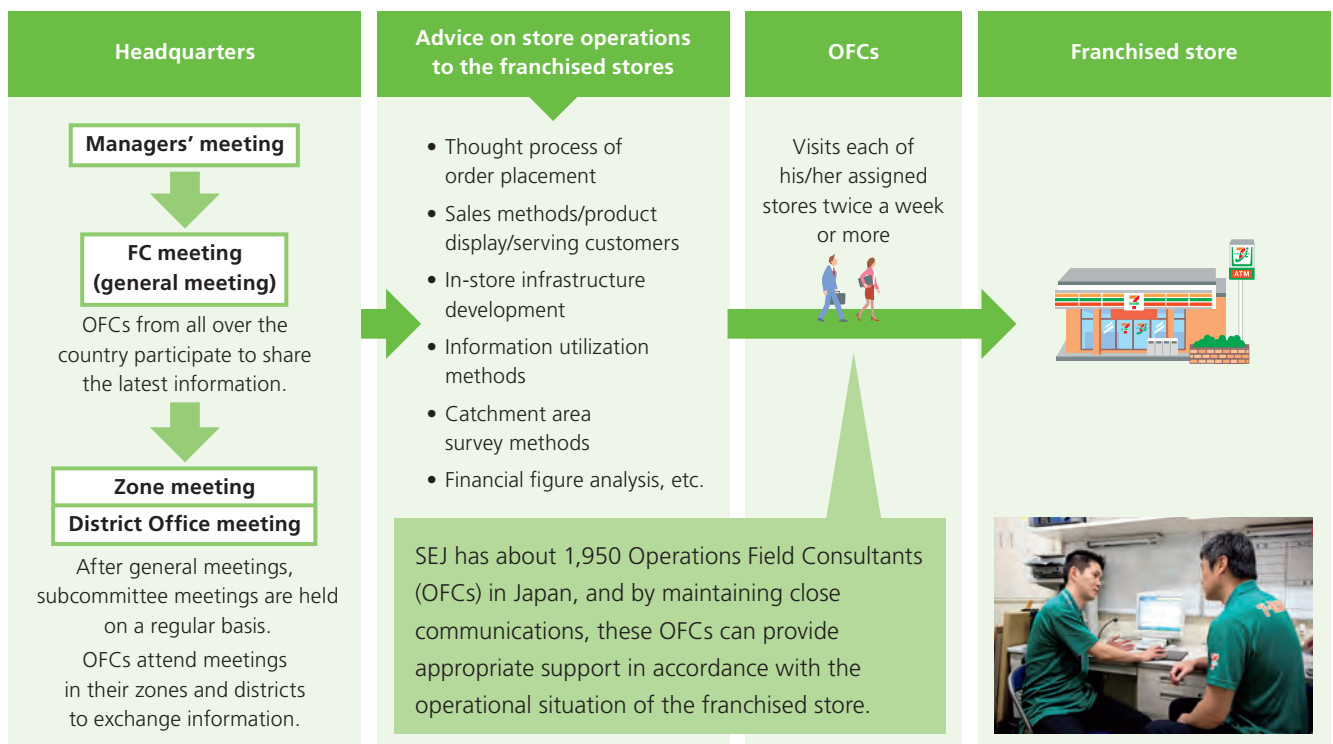 Headquarters
Managers’ meeting
FC meeting
(general meeting)
OFCs from all over the
country participate to share
the latest information.
Zone meeting
District Office meeting
After general meetings,
subcommittee meetings are held
on a regular basis.
OFCs attend meetings
in their zones and districts
to exchange information.
Advice on store operations
to the franchised stores
• Thought process of
order placement
• Sales methods/product
display/serving customers
• In-store infrastructure
development
• Information utilization
methods
• Catchment area
survey methods
• Financial figure analysis, etc.
OFCs
Visits each of
his/her assigned
stores twice a week
or more
SEJ has about 1,950 Operations Field Consultants
(OFCs) in Japan, and by maintaining close
communications, these OFCs can provide
appropriate support in accordance with the
operational situation of the franchised store.
Franchised store
ATM